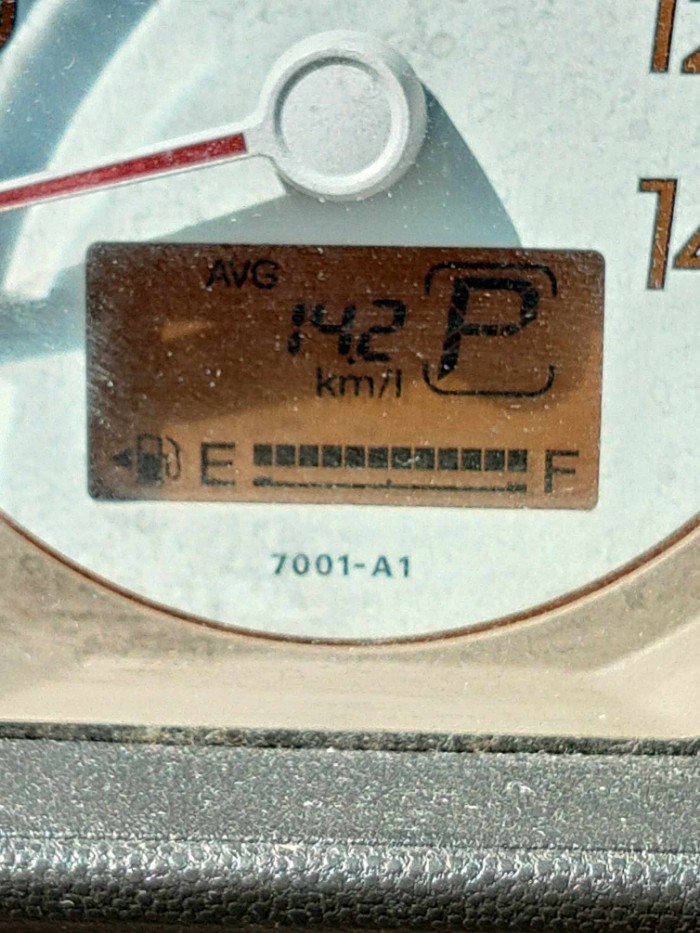 AVG
14.2 P
km/l
E F
7001-A1